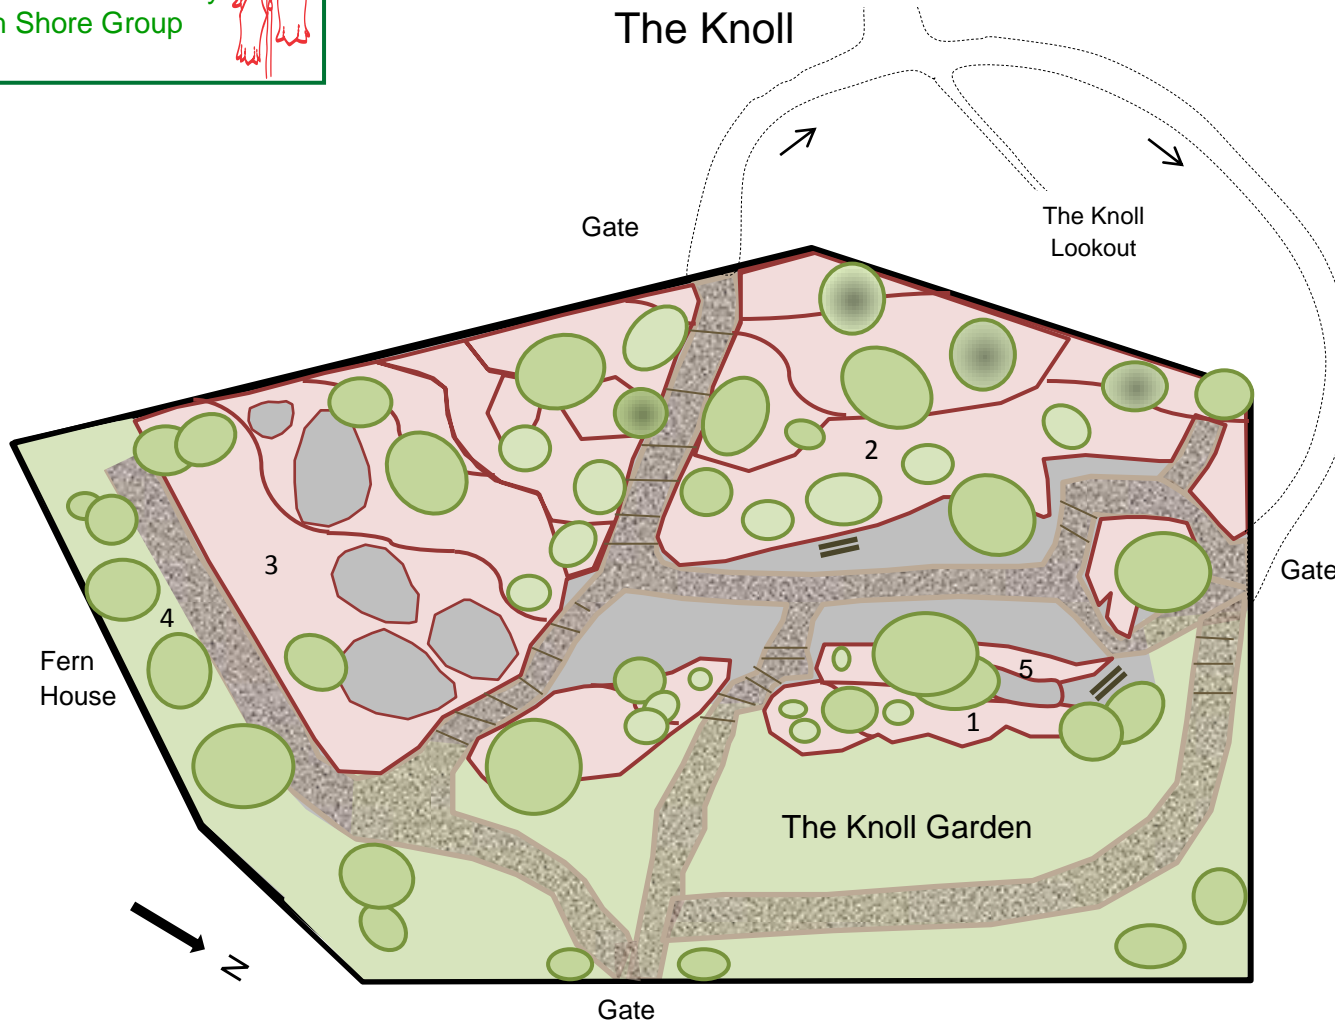 n Shore Group
The Knoll
Gate
The Knoll
Lookout
2
3
Gate
4
Fern
House
5
1
The Knoll Garden
N
Gate